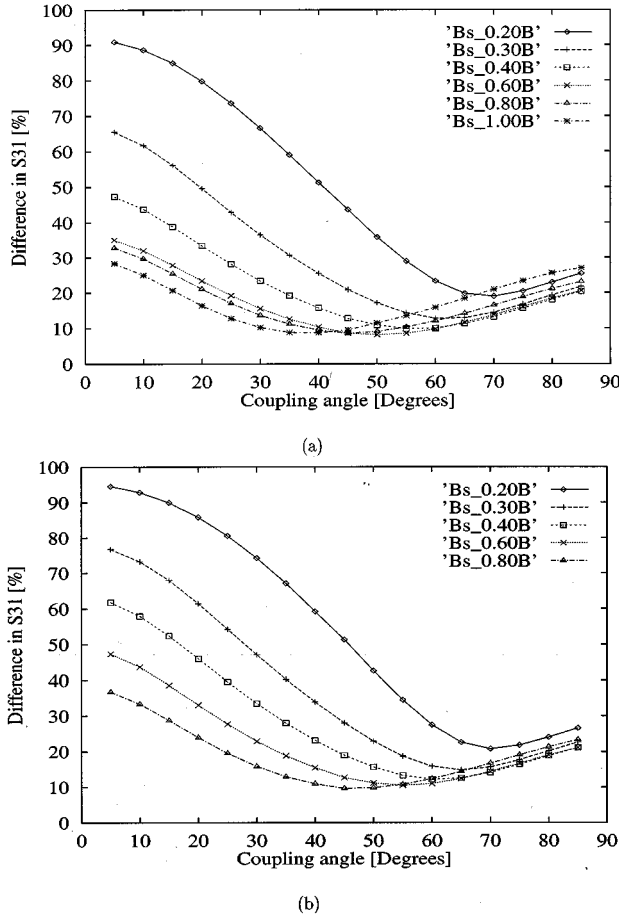 100
90
80
70
60
50
40
30
20
10
0
Difference in S31 [%]
'Bs_0.20B'
'Bs_0.30B'
'Bs_0.40B'
'Bs_0.60B'
'Bs_0.80B'
'Bs_1.00B'
0 10 20 30 40 50 60 70 80 90
Coupling angle [Degrees]
(a)
100
90
80
70
60
50
40
30
20
10
0
Difference in S31 [%]
'Bs_0.20B'
'Bs_0.30B'
'Bs_0.40B'
'Bs_0.60B'
'Bs_0.80B'
0 10 20 30 40 50 60 70 80 90
Coupling angle [Degrees]
(b)